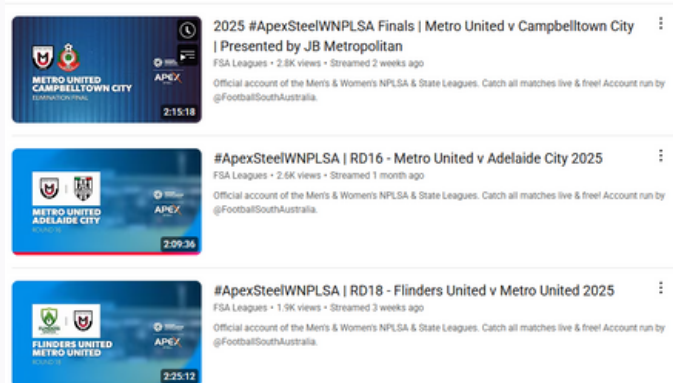 2025 #ApexSteelWNPLSA Finals | Metro United v Campbelltown City
| Presented by JB Metropolitan
FSA Leagues • 2.8K views • Streamed 2 weeks ago
Official account of the Men's & Women's NPLSA & State Leagues. Catch all matches live & free! Account run by
@FootballSouthAustralia.
METRO UNITED
CAMPBELLTOWN CITY
ELIMINATION FINAL
APEX
2:15:18
#ApexSteelWNPLSA | RD16 - Metro United v Adelaide City 2025
FSA Leagues • 2.6K views • Streamed 1 month ago
Official account of the Men's & Women's NPLSA & State Leagues. Catch all matches live & free! Account run by
@FootballSouthAustralia.
METRO UNITED
ADELAIDE CITY
ROUND 16
APEX
2:09:36
#ApexSteelWNPLSA | RD18 - Flinders United v Metro United 2025
FSA Leagues • 1.9K views • Streamed 3 weeks ago
Official account of the Men's & Women's NPLSA & State Leagues. Catch all matches live & free! Account run by
@FootballSouthAustralia.
FLINDERS UNITED
METRO UNITED
ROUND 18
APEX
2:25:12